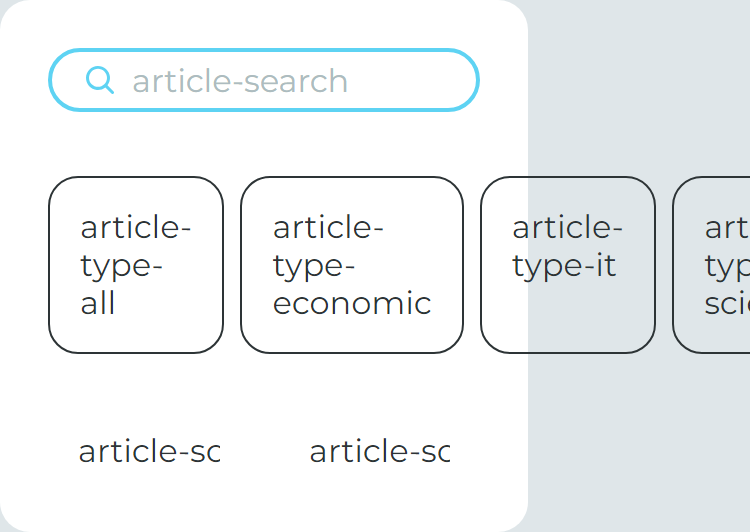 article-search
article- article- article-
type- type- type-it
all economic
article-sc article-sc